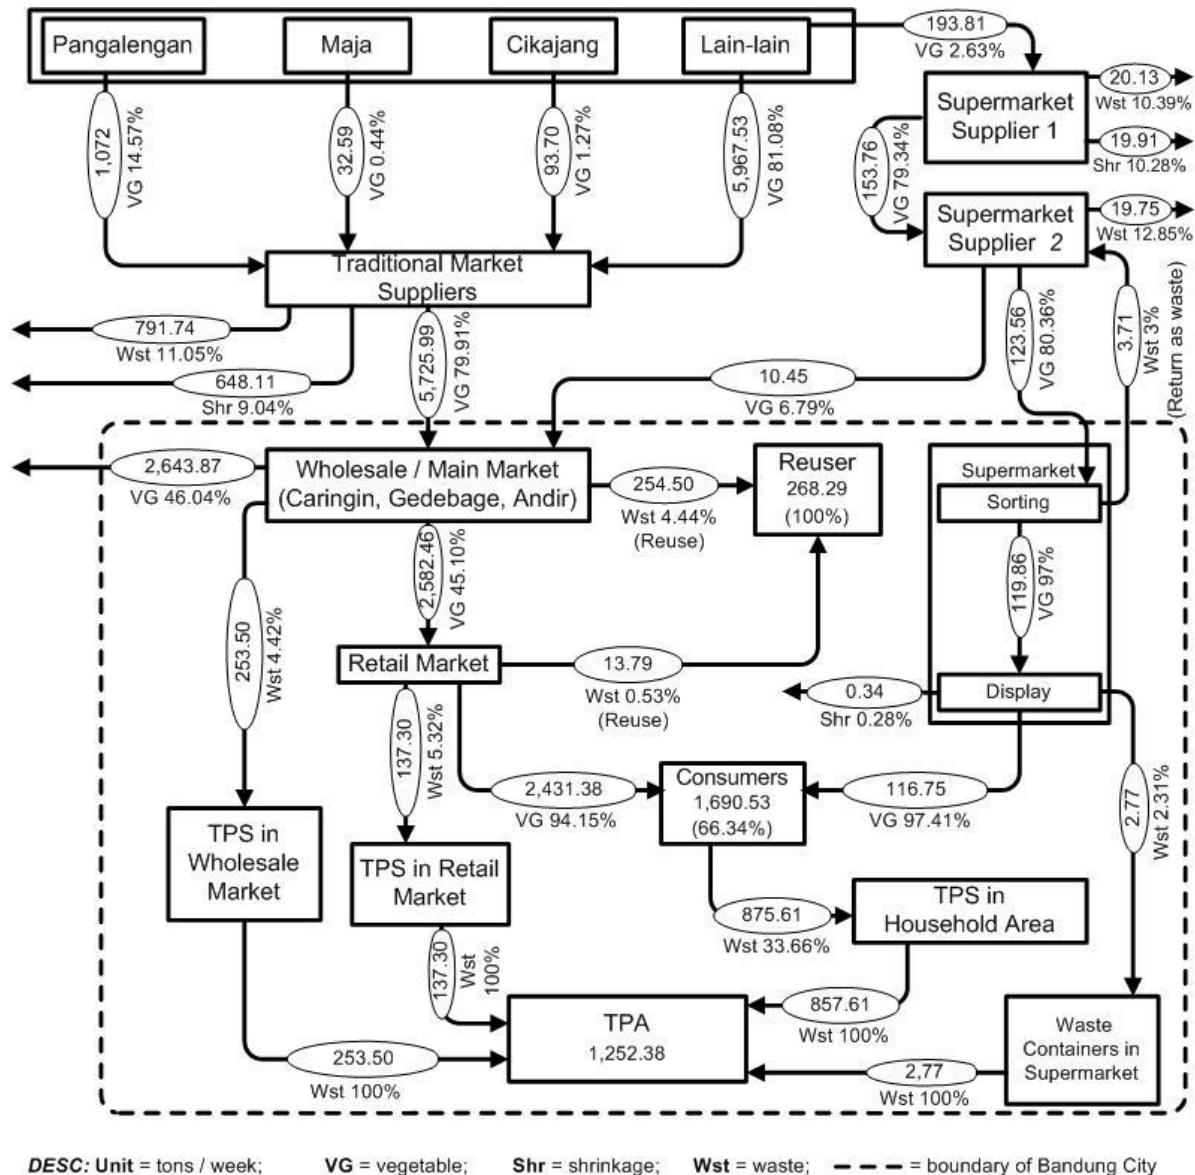 Pangalengan
Maja
Cikajang
Lain-lain
193.81
VG 2.63%
1,072
VG 14.57%
32.59
VG 0.44%
93.70
VG 1.27%
5,967.53
VG 81.08%
Supermarket
Supplier 1
20.13
Wst 10.39%
19.91
Shr 10.28%
153.76
VG 79.34%
Supermarket
Supplier 2
19.75
Wst 12.85%
Traditional Market
Suppliers
791.74
Wst 11.05%
648.11
Shr 9.04%
5,725.99
VG 79.91%
10.45
VG 6.79%
123.56
VG 80.36%
3.71
Wst 3%
(Return as waste)
2,643.87
VG 46.04%
Wholesale / Main Market
(Caringin, Gedebage, Andir)
254.50
Wst 4.44%
(Reuse)
Reuser
268.29
(100%)
Supermarket
Sorting
119.86
VG 97%
Display
0.34
Shr 0.28%
253.50
Wst 4.42%
2,582.46
VG 45.10%
Retail Market
13.79
Wst 0.53%
(Reuse)
137.30
Wst 5.32%
2,431.38
VG 94.15%
Consumers
1,690.53
(66.34%)
116.75
VG 97.41%
2.77
Wst 2.31%
TPS in
Wholesale
Market
TPS in Retail
Market
875.61
Wst 33.66%
TPS in
Household Area
137.30
Wst
100%
857.61
Wst 100%
TPA
1,252.38
253.50
Wst 100%
2,77
Wst 100%
Waste
Containers in
Supermarket
DESC: Unit = tons / week; VG = vegetable; Shr = shrinkage; Wst = waste; = boundary of Bandung City